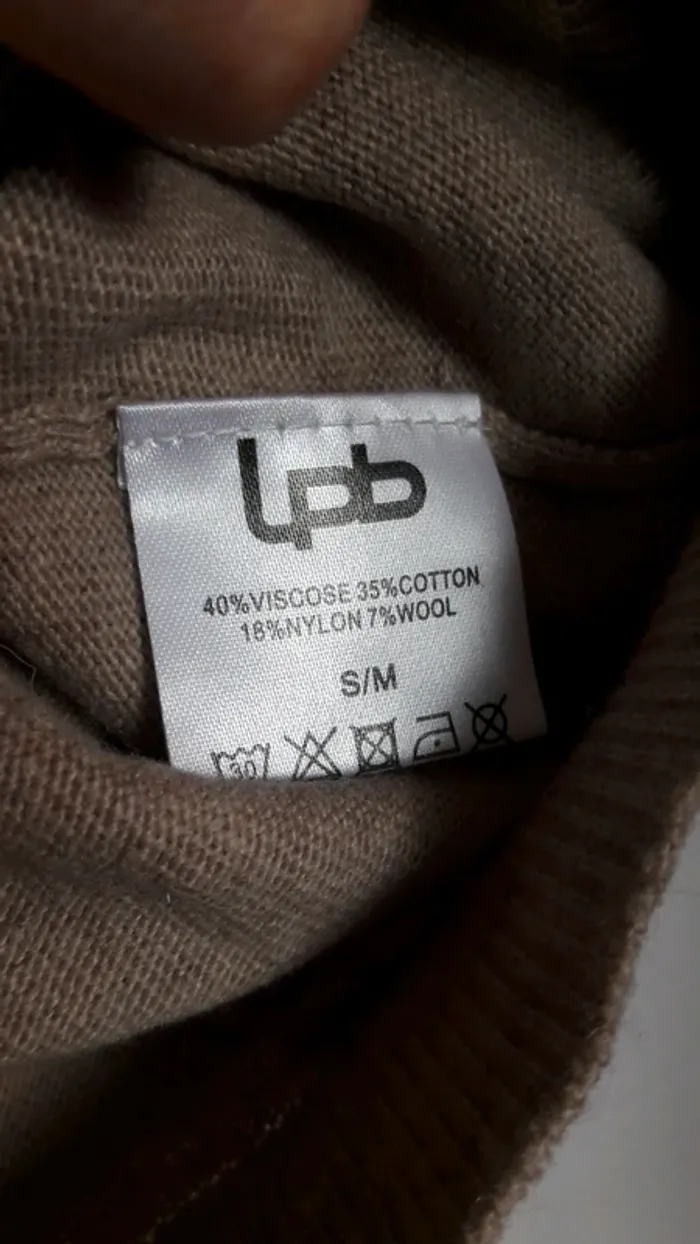 Lpb
40%VISCOSE 35%COTTON
18%NYLON 7%WOOL
S/M
30